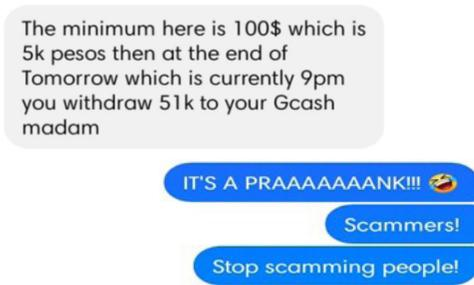 The minimum here is 100$ which is
5k pesos then at the end of
Tomorrow which is currently 9pm
you withdraw 51k to your Gcash
madam
IT'S A PRAAAAAAANK!!! 🤣
Scammers!
Stop scamming people!